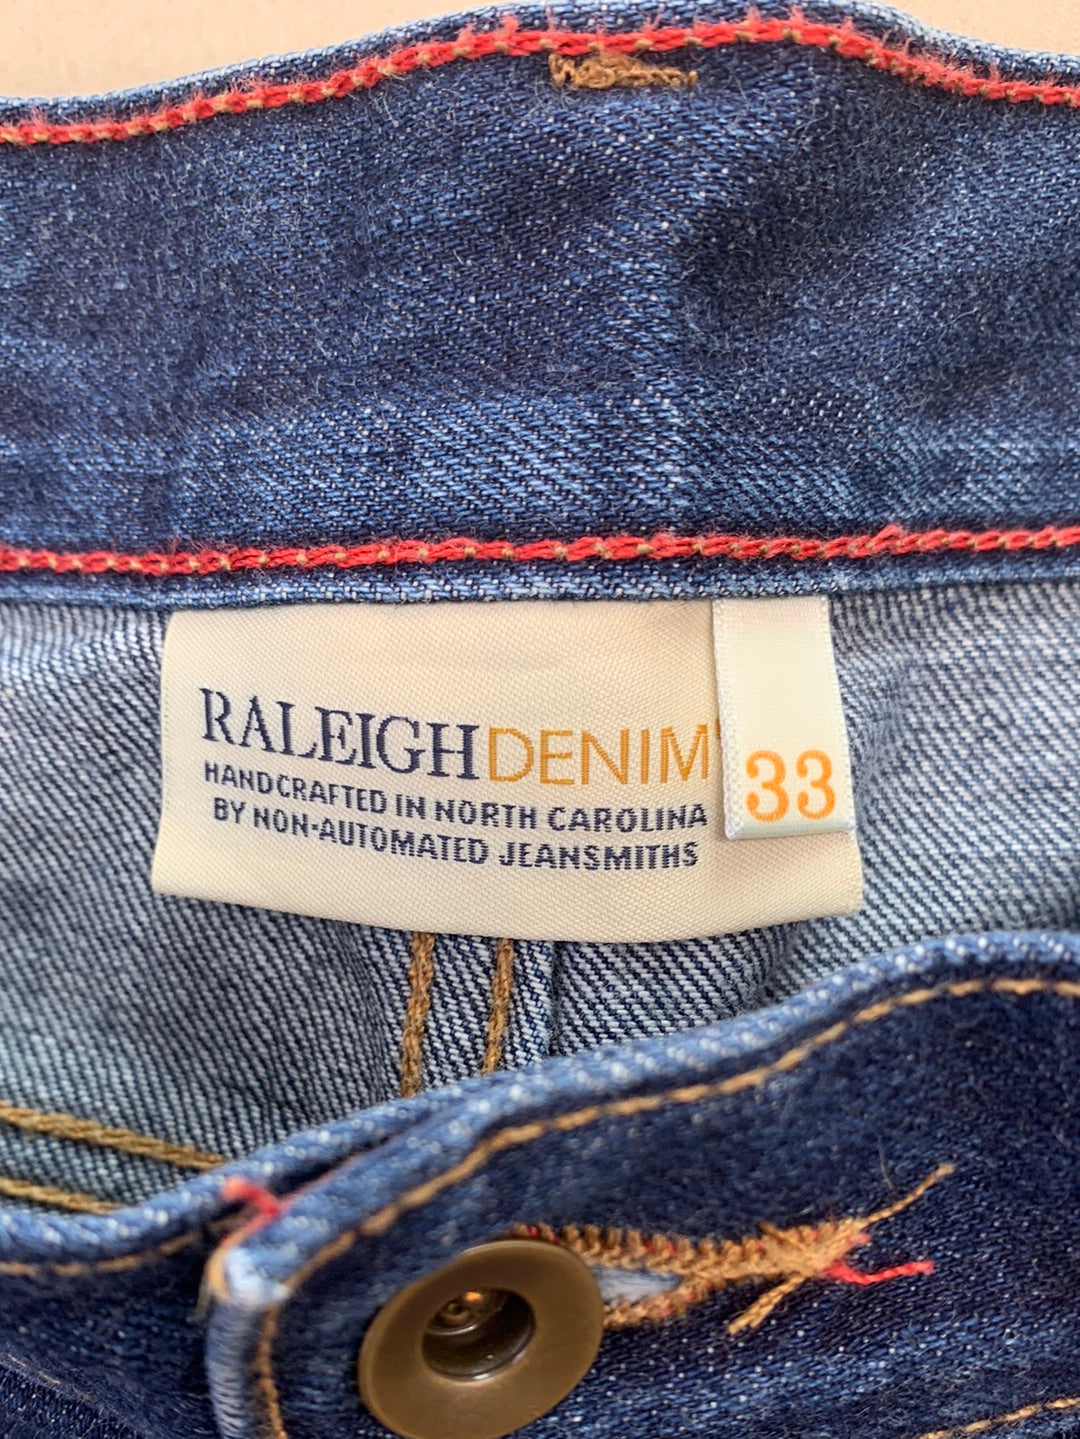 RALEIGHDENIM
HANDCRAFTED IN NORTH CAROLINA
BY NON-AUTOMATED JEANSMITHS
33